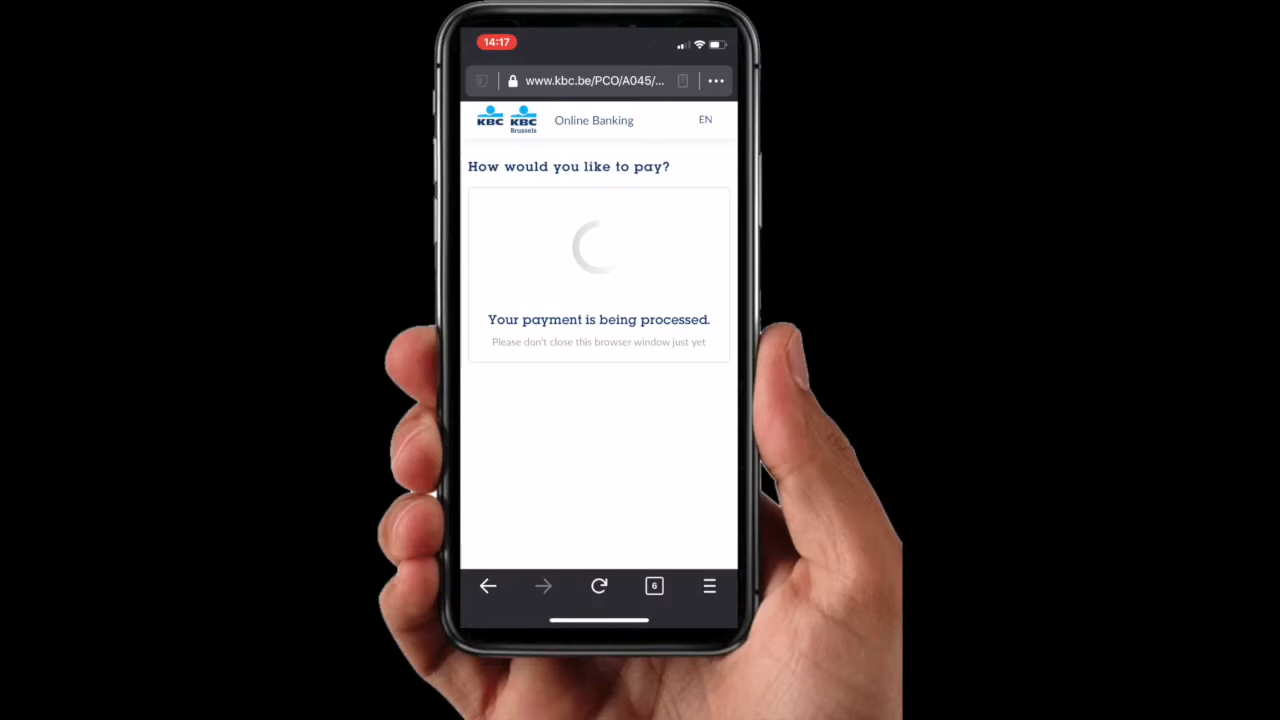 14:17
www.kbc.be/PCO/A045/...
KBC KBC Brussels Online Banking EN
How would you like to pay?
Your payment is being processed.
Please don't close this browser window just yet
6